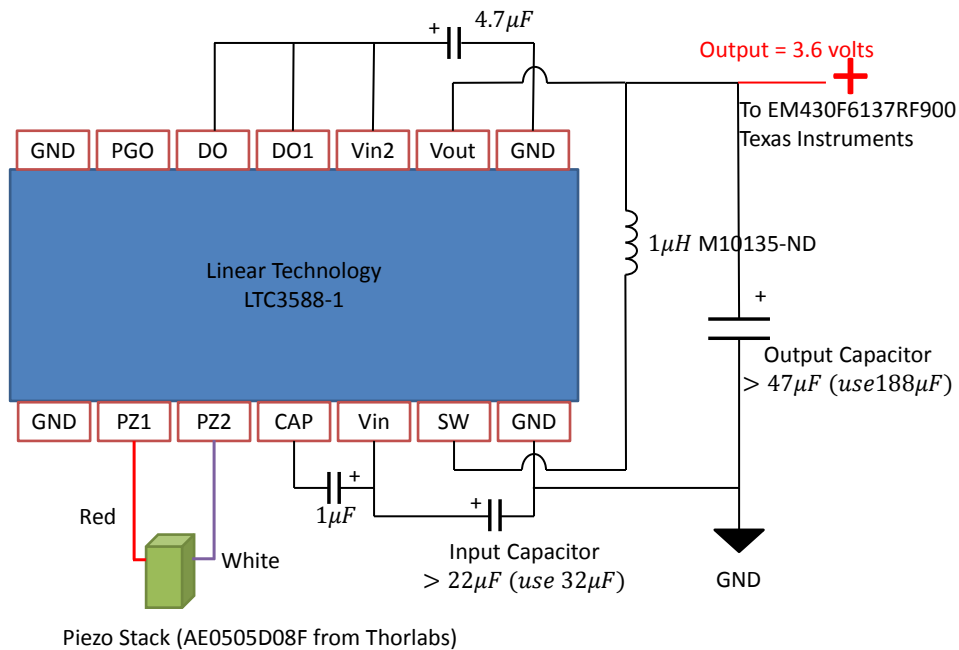 + 4.7μF
Output = 3.6 volts
To EM430F6137RF900
Texas Instruments
GND PGO DO DO1 Vin2 Vout GND
1μH M10135-ND
Linear Technology
LTC3588-1
+
Output Capacitor
> 47μF (use188μF)
GND PZ1 PZ2 CAP Vin SW GND
+
1μF
+
Red
White
Input Capacitor
> 22μF (use 32μF)
GND
Piezo Stack (AE0505D08F from Thorlabs)